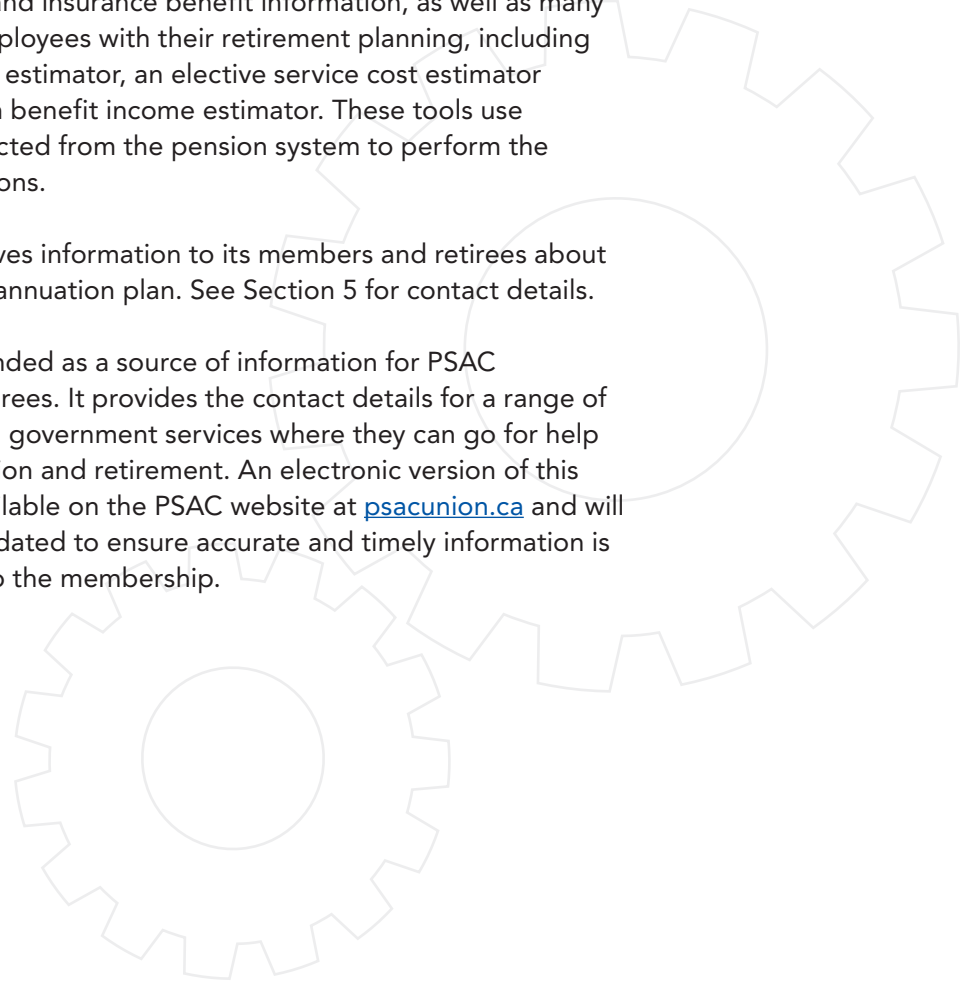 and insurance benefit information, as well as many
ployees with their retirement planning, including
estimator, an elective service cost estimator
benefit income estimator. These tools use
cted from the pension system to perform the
ons.
ves information to its members and retirees about
annuation plan. See Section 5 for contact details.
nded as a source of information for PSAC
rees. It provides the contact details for a range of
government services where they can go for help
ion and retirement. An electronic version of this
lable on the PSAC website at psacunion.ca and will
dated to ensure accurate and timely information is
o the membership.